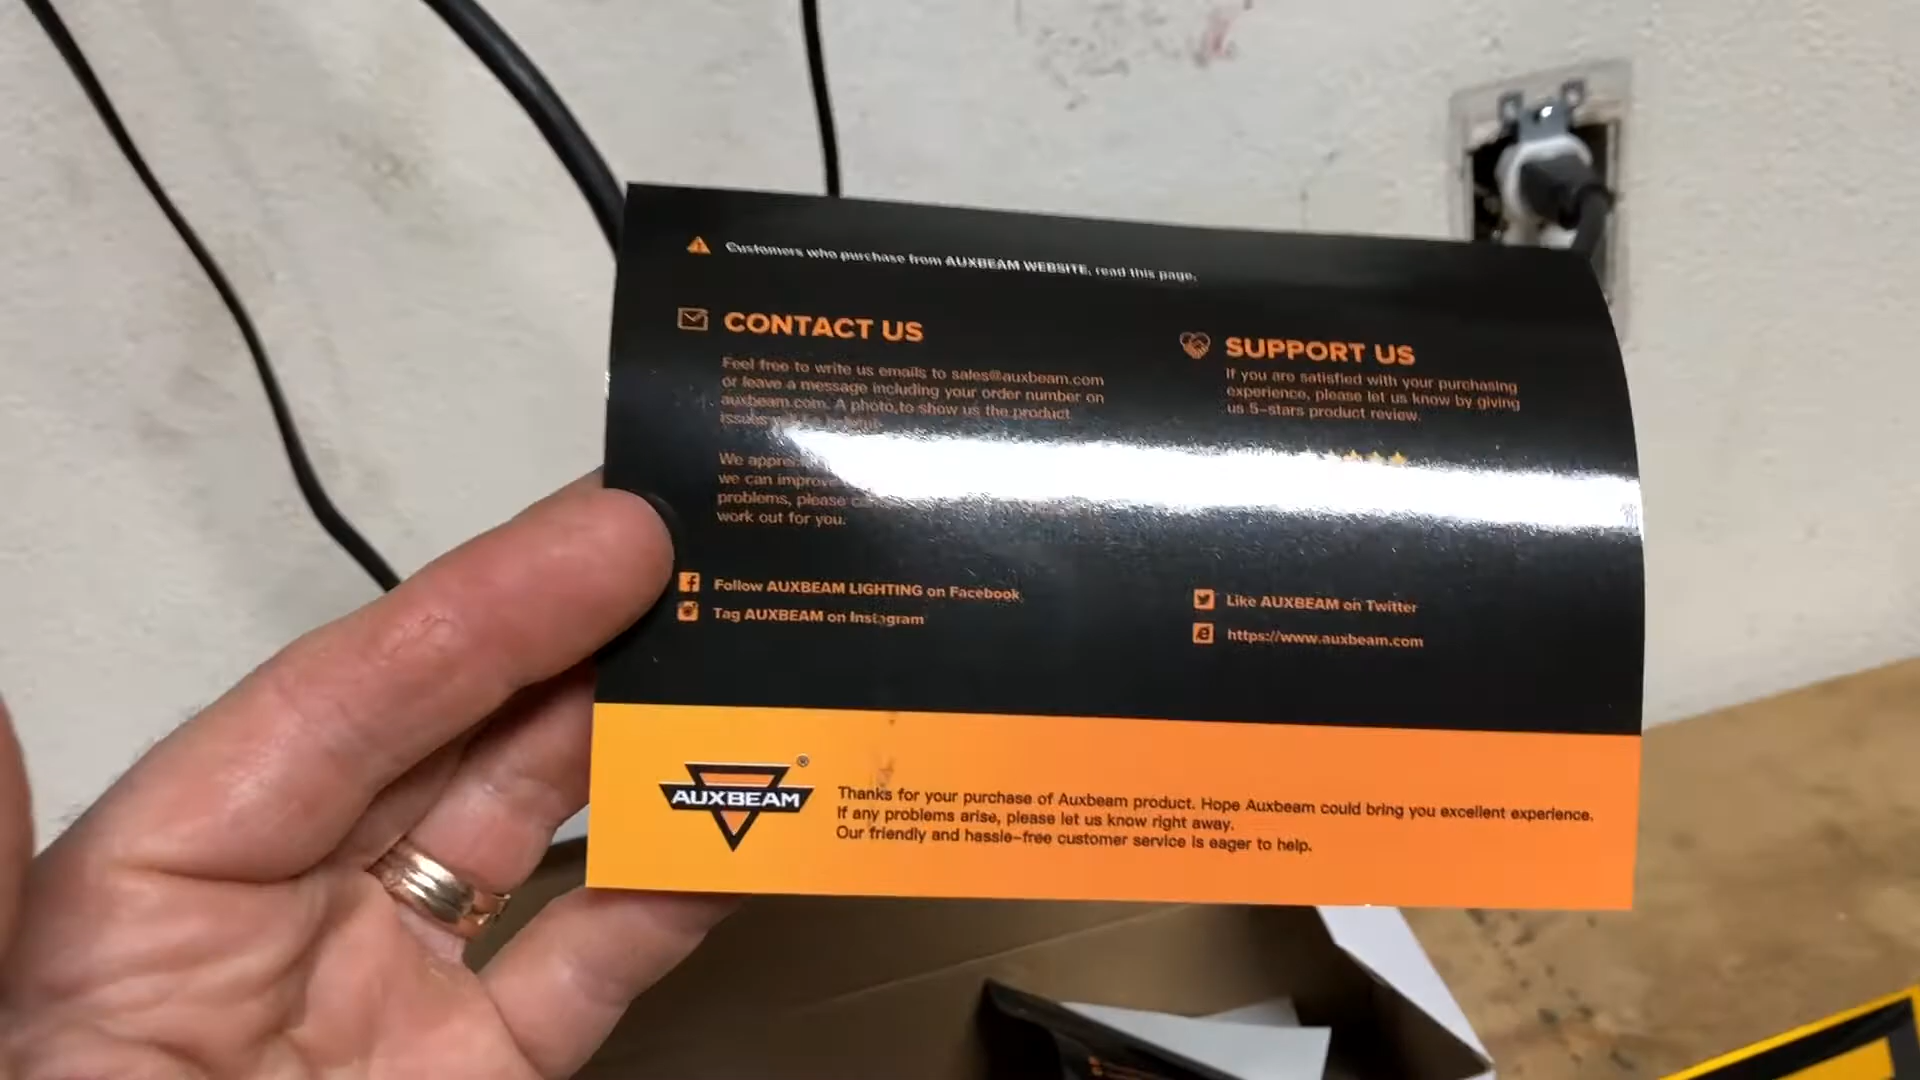 Customers who purchase from AUXBEAM WEBSITE, read this page.
CONTACT US
Feel free to write us emails to sales@auxbeam.com
or leave a message including your order number on
auxbeam.com. A photo to show us the product
issues
We
we can improve
problems, please
work out for you.
SUPPORT US
If you are satisfied with your purchasing
experience, please let us know by giving
us 5-stars product review.
Follow AUXBEAM LIGHTING on Facebook
Tag AUXBEAM on Instagram
Like AUXBEAM on Twitter
https://www.auxbeam.com
AUXBEAM ®
Thanks for your purchase of Auxbeam product. Hope Auxbeam could bring you excellent experience.
If any problems arise, please let us know right away.
Our friendly and hassle-free customer service is eager to help.